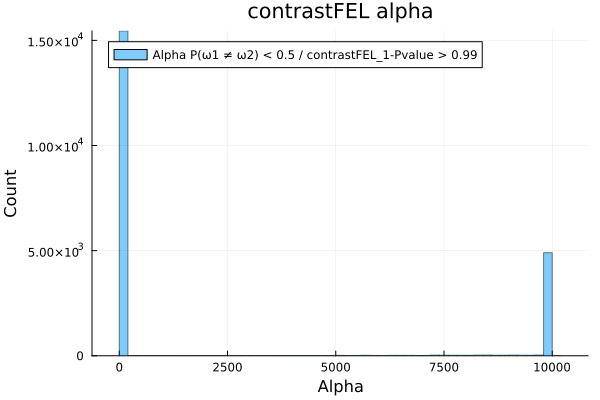 contrastFEL alpha
1.50×10⁴
Alpha P(ω1 ≠ ω2) < 0.5 / contrastFEL_1-Pvalue > 0.99
1.00×10⁴
Count
5.00×10³
0
0
2500
5000
7500
10000
Alpha